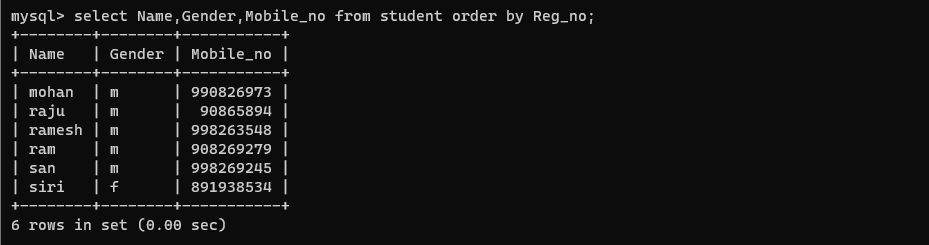 mysql> select Name,Gender,Mobile_no from student order by Reg_no;
+--------+--------+-----------+
| Name   | Gender | Mobile_no |
+--------+--------+-----------+
| mohan  | m      | 990826973 |
| raju   | m      |  90865894 |
| ramesh | m      | 998263548 |
| ram    | m      | 908269279 |
| san    | m      | 998269245 |
| siri   | f      | 891938534 |
+--------+--------+-----------+
6 rows in set (0.00 sec)